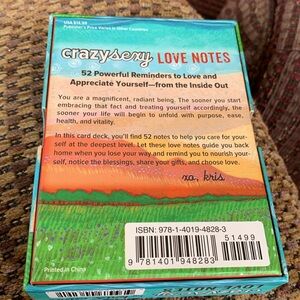 USA $14.99
Publisher's Price Varies in Other Countries
crazysexy LOVE NOTES
52 Powerful Reminders to Love and
Appreciate Yourself—from the Inside Out
You are a magnificent, radiant being. The sooner you start
embracing that fact and treating yourself accordingly, the
sooner your life will begin to unfold with purpose, ease,
health, and vitality.
In this card deck, you'll find 52 notes to help you care for your-
self at the deepest level. Let these love notes guide you back
home when you lose your way and remind you to nourish your-
self, notice the blessings, share your gifts, and choose love.
xo, kris
ISBN: 978-1-4019-4828-3
51499
9 781401 948283
Printed in China